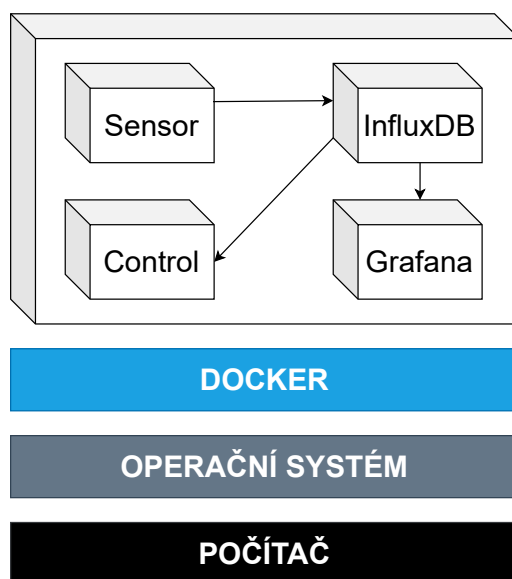 Sensor
InfluxDB
Control
Grafana
DOCKER
OPERAČNÍ SYSTÉM
POČÍTAČ